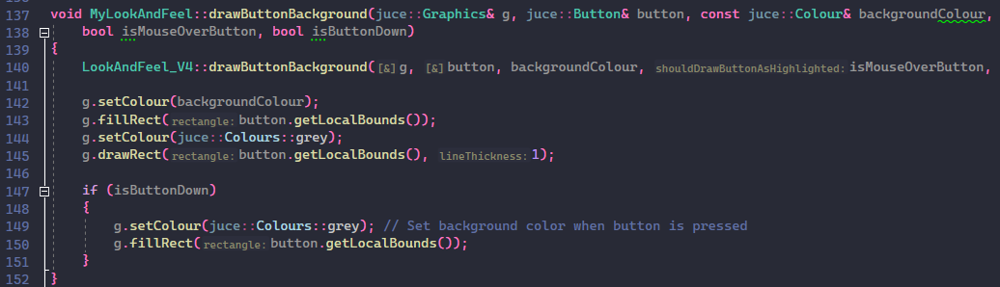 137 void MyLookAndFeel::drawButtonBackground(juce::Graphics& g, juce::Button& button, const juce::Colour& backgroundColour,
138 bool isMouseOverButton, bool isButtonDown)
139 {
140 LookAndFeel_V4::drawButtonBackground([&]g, [&]button, backgroundColour, shouldDrawButtonAsHighlighted:isMouseOverButton,
141
142 g.setColour(backgroundColour);
143 g.fillRect(rectangle:button.getLocalBounds());
144 g.setColour(juce::Colours::grey);
145 g.drawRect(rectangle:button.getLocalBounds(), lineThickness:1);
146
147 if (isButtonDown)
148 {
149 g.setColour(juce::Colours::grey); // Set background color when button is pressed
150 g.fillRect(rectangle:button.getLocalBounds());
151 }
152 }